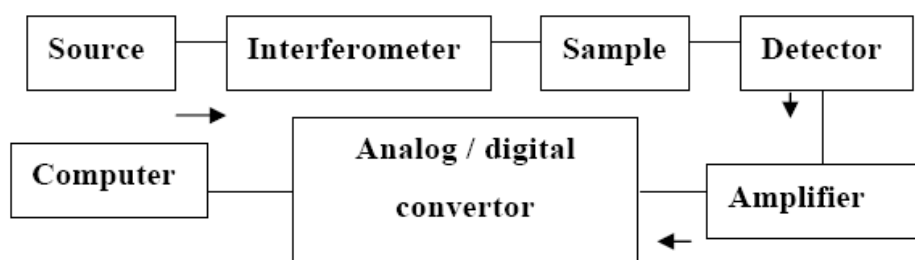 Source
Interferometer
Sample
Detector
Computer
Analog / digital
convertor
Amplifier